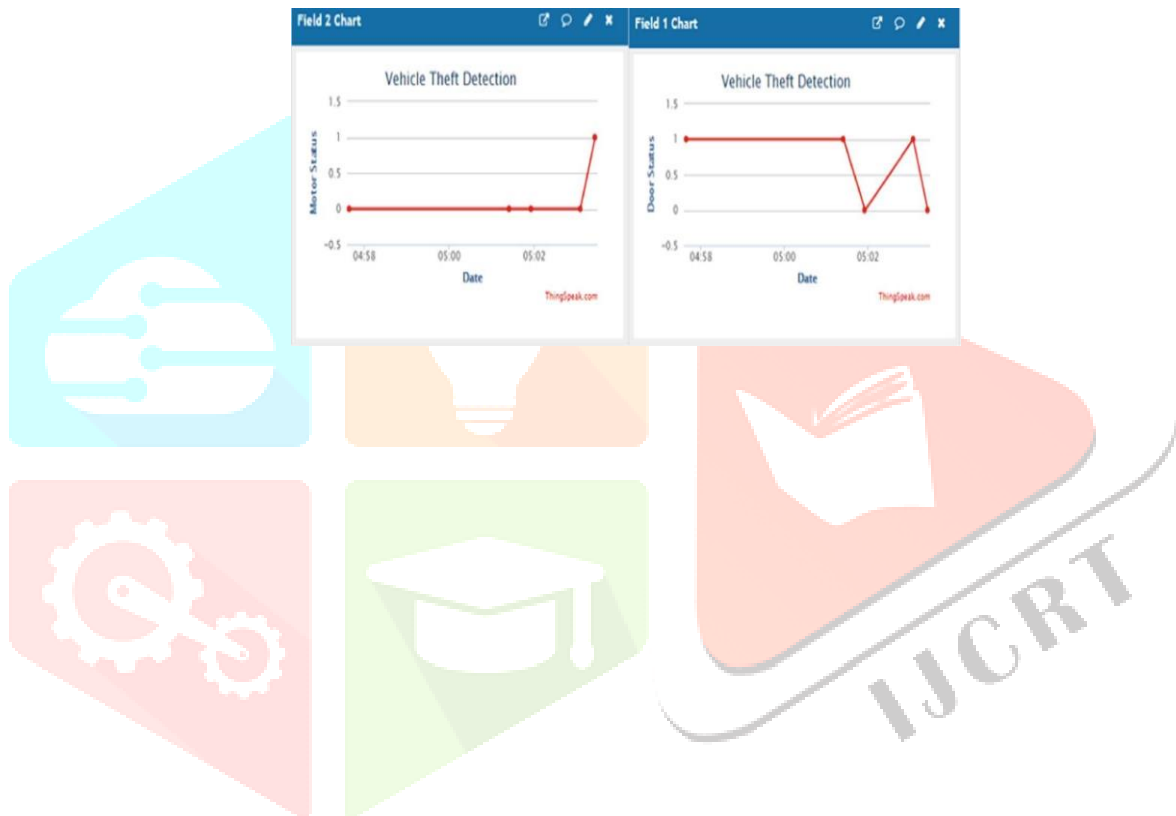 Field 2 Chart
Vehicle Theft Detection
1.5
1
0.5
0
-0.5
Motor Status
04:58
05:00
05:02
Date
ThingSpeak.com
Field 1 Chart
Vehicle Theft Detection
1.5
1
0.5
0
-0.5
Door Status
04:58
05:00
05:02
Date
ThingSpeak.com
IJCRT